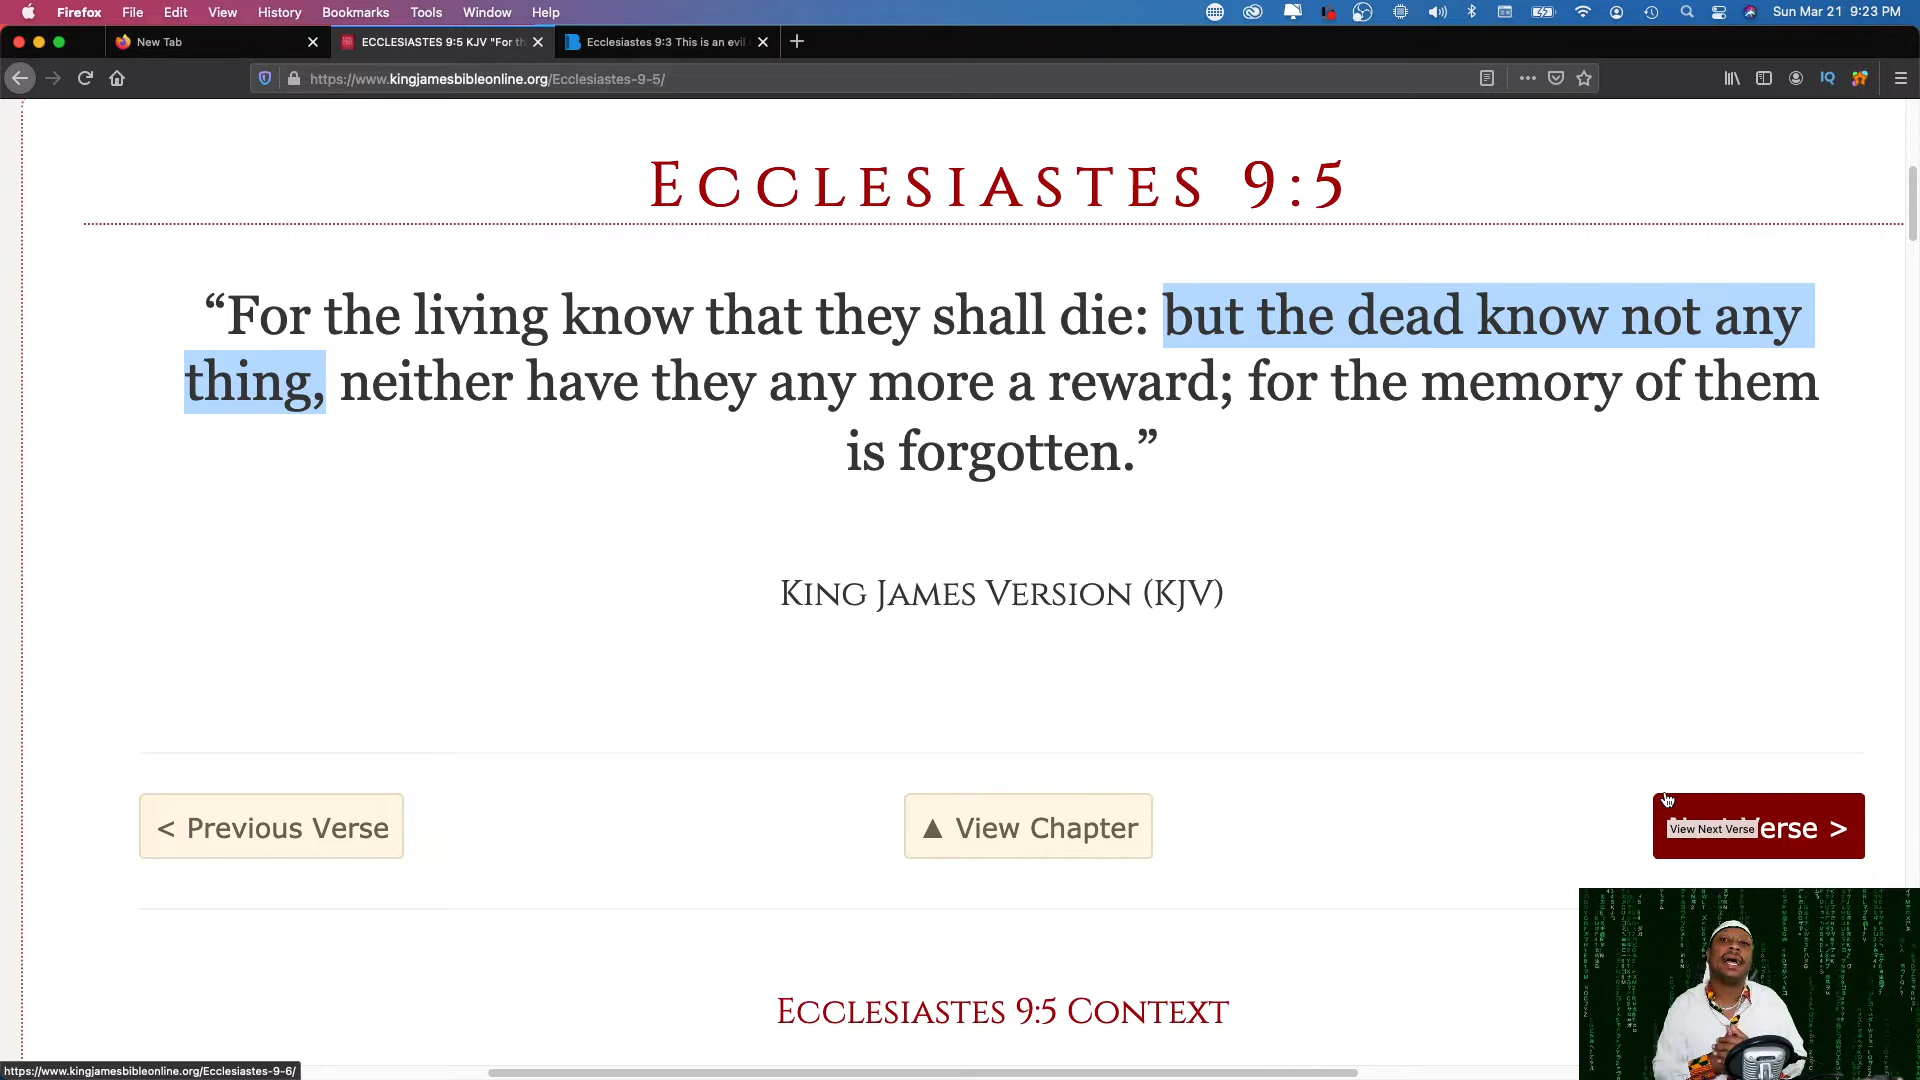 Firefox File Edit View History Bookmarks Tools Window Help Sun Mar 21 9:23 PM
New Tab ECCLESIASTES 9:5 KJV "For th Ecclesiastes 9:3 This is an evil
https://www.kingjamesbibleonline.org/Ecclesiastes-9-5/ IQ
Ecclesiastes 9:5
“For the living know that they shall die: but the dead know not any
thing, neither have they any more a reward; for the memory of them
is forgotten.”
King James Version (KJV)
< Previous Verse ▲ View Chapter erse >
View Next Verse
Ecclesiastes 9:5 Context
https://www.kingjamesbibleonline.org/Ecclesiastes-9-6/